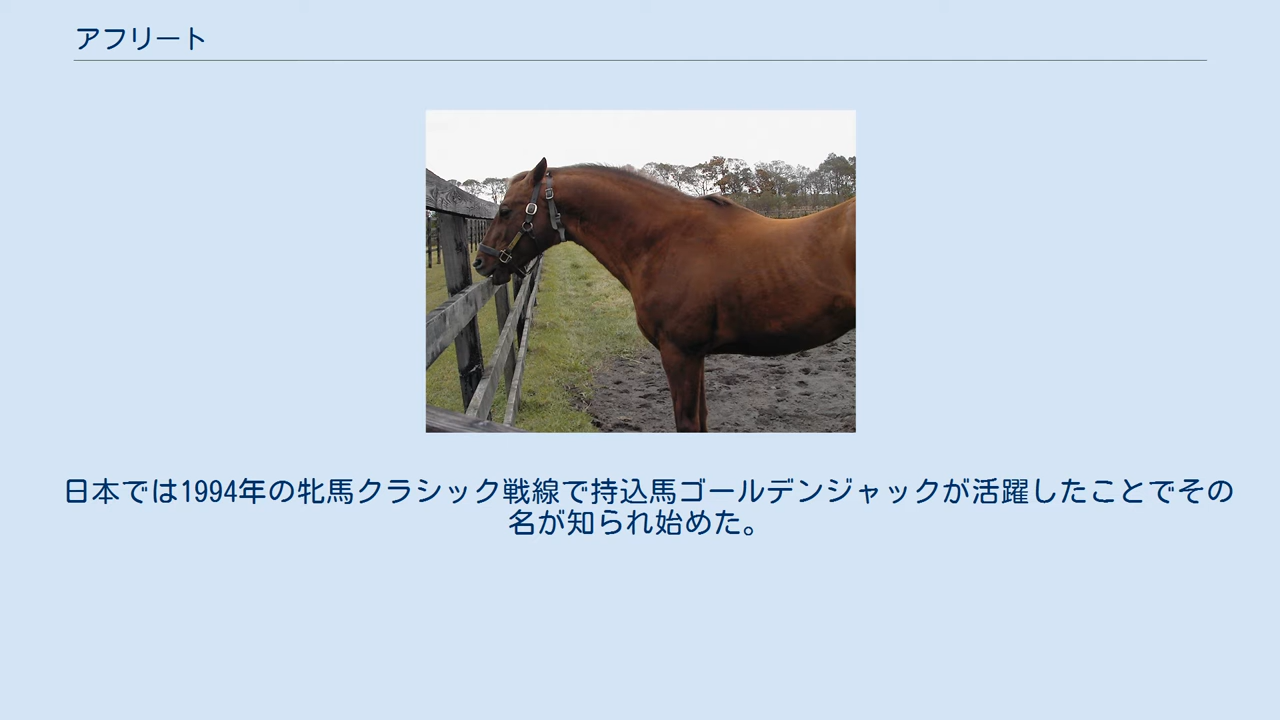 アフリート
日本では1994年の牝馬クラシック戦線で持込馬ゴールデンジャックが活躍したことでその
名が知られ始めた。